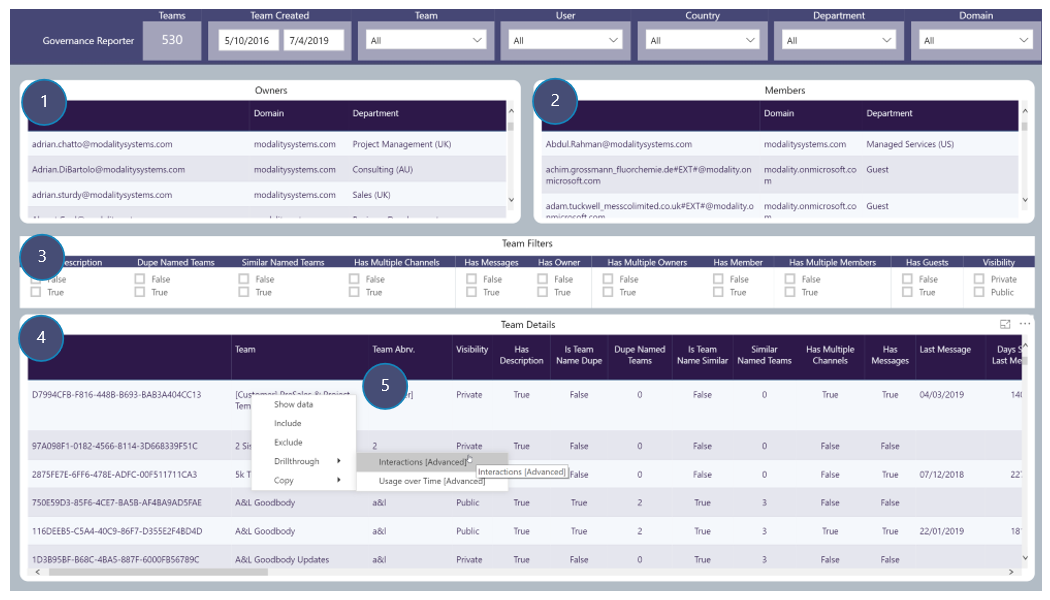 Teams Team Created Team User Country Department Domain
Governance Reporter 530 5/10/2016 7/4/2019 All All All All All
1 Owners
Domain Department
adrian.chatto@modalitysystems.com modalitysystems.com Project Management (UK)
Adrian.DiBartolo@modalitysystems.com modalitysystems.com Consulting (AU)
adrian.sturdy@modalitysystems.com modalitysystems.com Sales (UK)
2 Members
Domain Department
Abdul.Rahman@modalitysystems.com modalitysystems.com Managed Services (US)
achim.grossmann_fluorchemie.de#EXT#@modality.on modality.onmicrosoft.co Guest
microsoft.com m
adam.tuckwell_messcolimited.co.uk#EXT#@modality.o modality.onmicrosoft.co Guest
nmicrosoft.com m
Team Filters
3 escription Dupe Named Teams Similar Named Teams Has Multiple Channels Has Messages Has Owner Has Multiple Owners Has Member Has Multiple Members Has Guests Visibility
False False False False False False False False False False Private
True True True True True True True True True True Public
4 Team Details
Team Team Abrv. Visibility Has Description Is Team Name Dupe Dupe Named Teams Is Team Name Similar Similar Named Teams Has Multiple Channels Has Messages Last Message Days S
Last Me
5
D7994CFB-F816-448B-B693-BAB3A404CC13 [Customer] PreSales & Project er] Private True False 0 False 0 True True 04/03/2019 140
Tem
Show data
Include
Exclude
Drillthrough
Copy
97A098F1-0182-4566-8114-3D668339F51C 2 Sis 2 Private True False 0 False 0 False False
Interactions [Advanced]
Interactions [Advanced]
Usage over Time [Advanced]
2875FE7E-6FF6-478E-ADFC-00F511711CA3 5k T False 0 False 0 False True 07/12/2018 227
750E59D3-85F6-4CE7-BA5B-AF4BA9AD5FAE A&L Goodbody a&l Public True True 2 True 3 False False
116DEEB5-C5A4-40C9-86F7-D355E2F4BD4D A&L Goodbody a&l Public True True 2 True 3 True True 22/01/2019 181
1D3B95BF-B68C-4BA5-887F-6000FB56789C A&L Goodbody Updates a&l Private True False 0 True 3 False False